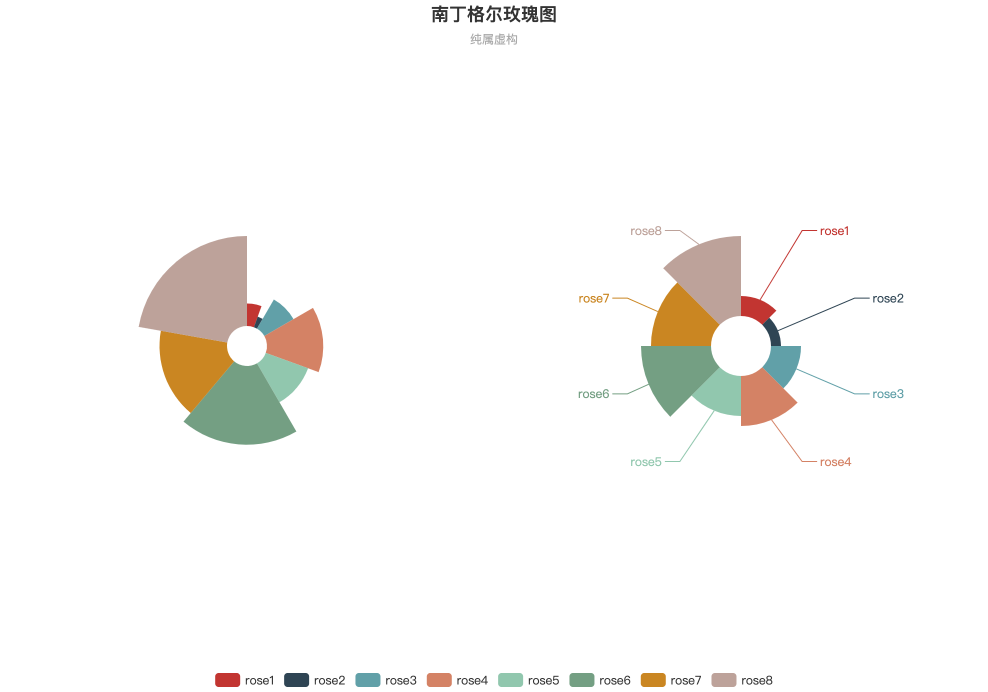 南丁格尔玫瑰图
纯属虚构
rose8
rose1
rose7
rose2
rose6
rose3
rose5
rose4
rose1 rose2 rose3 rose4 rose5 rose6 rose7 rose8